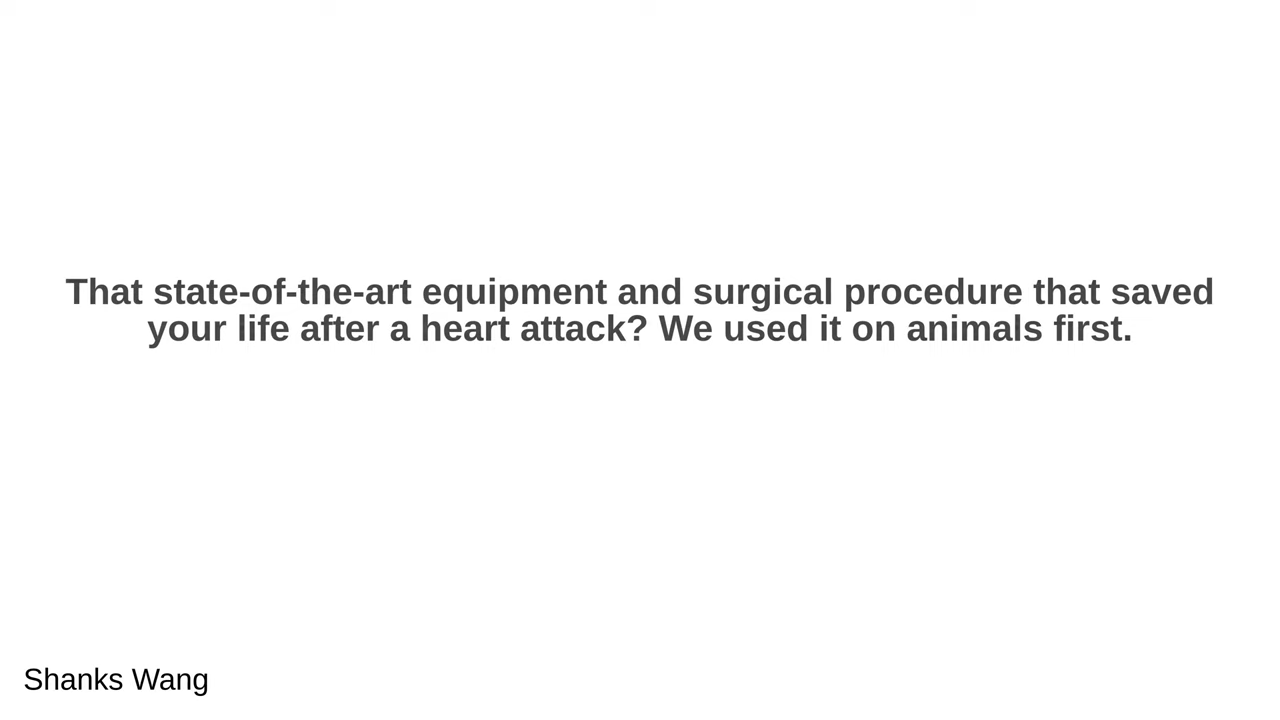 That state-of-the-art equipment and surgical procedure that saved
your life after a heart attack? We used it on animals first.
Shanks Wang